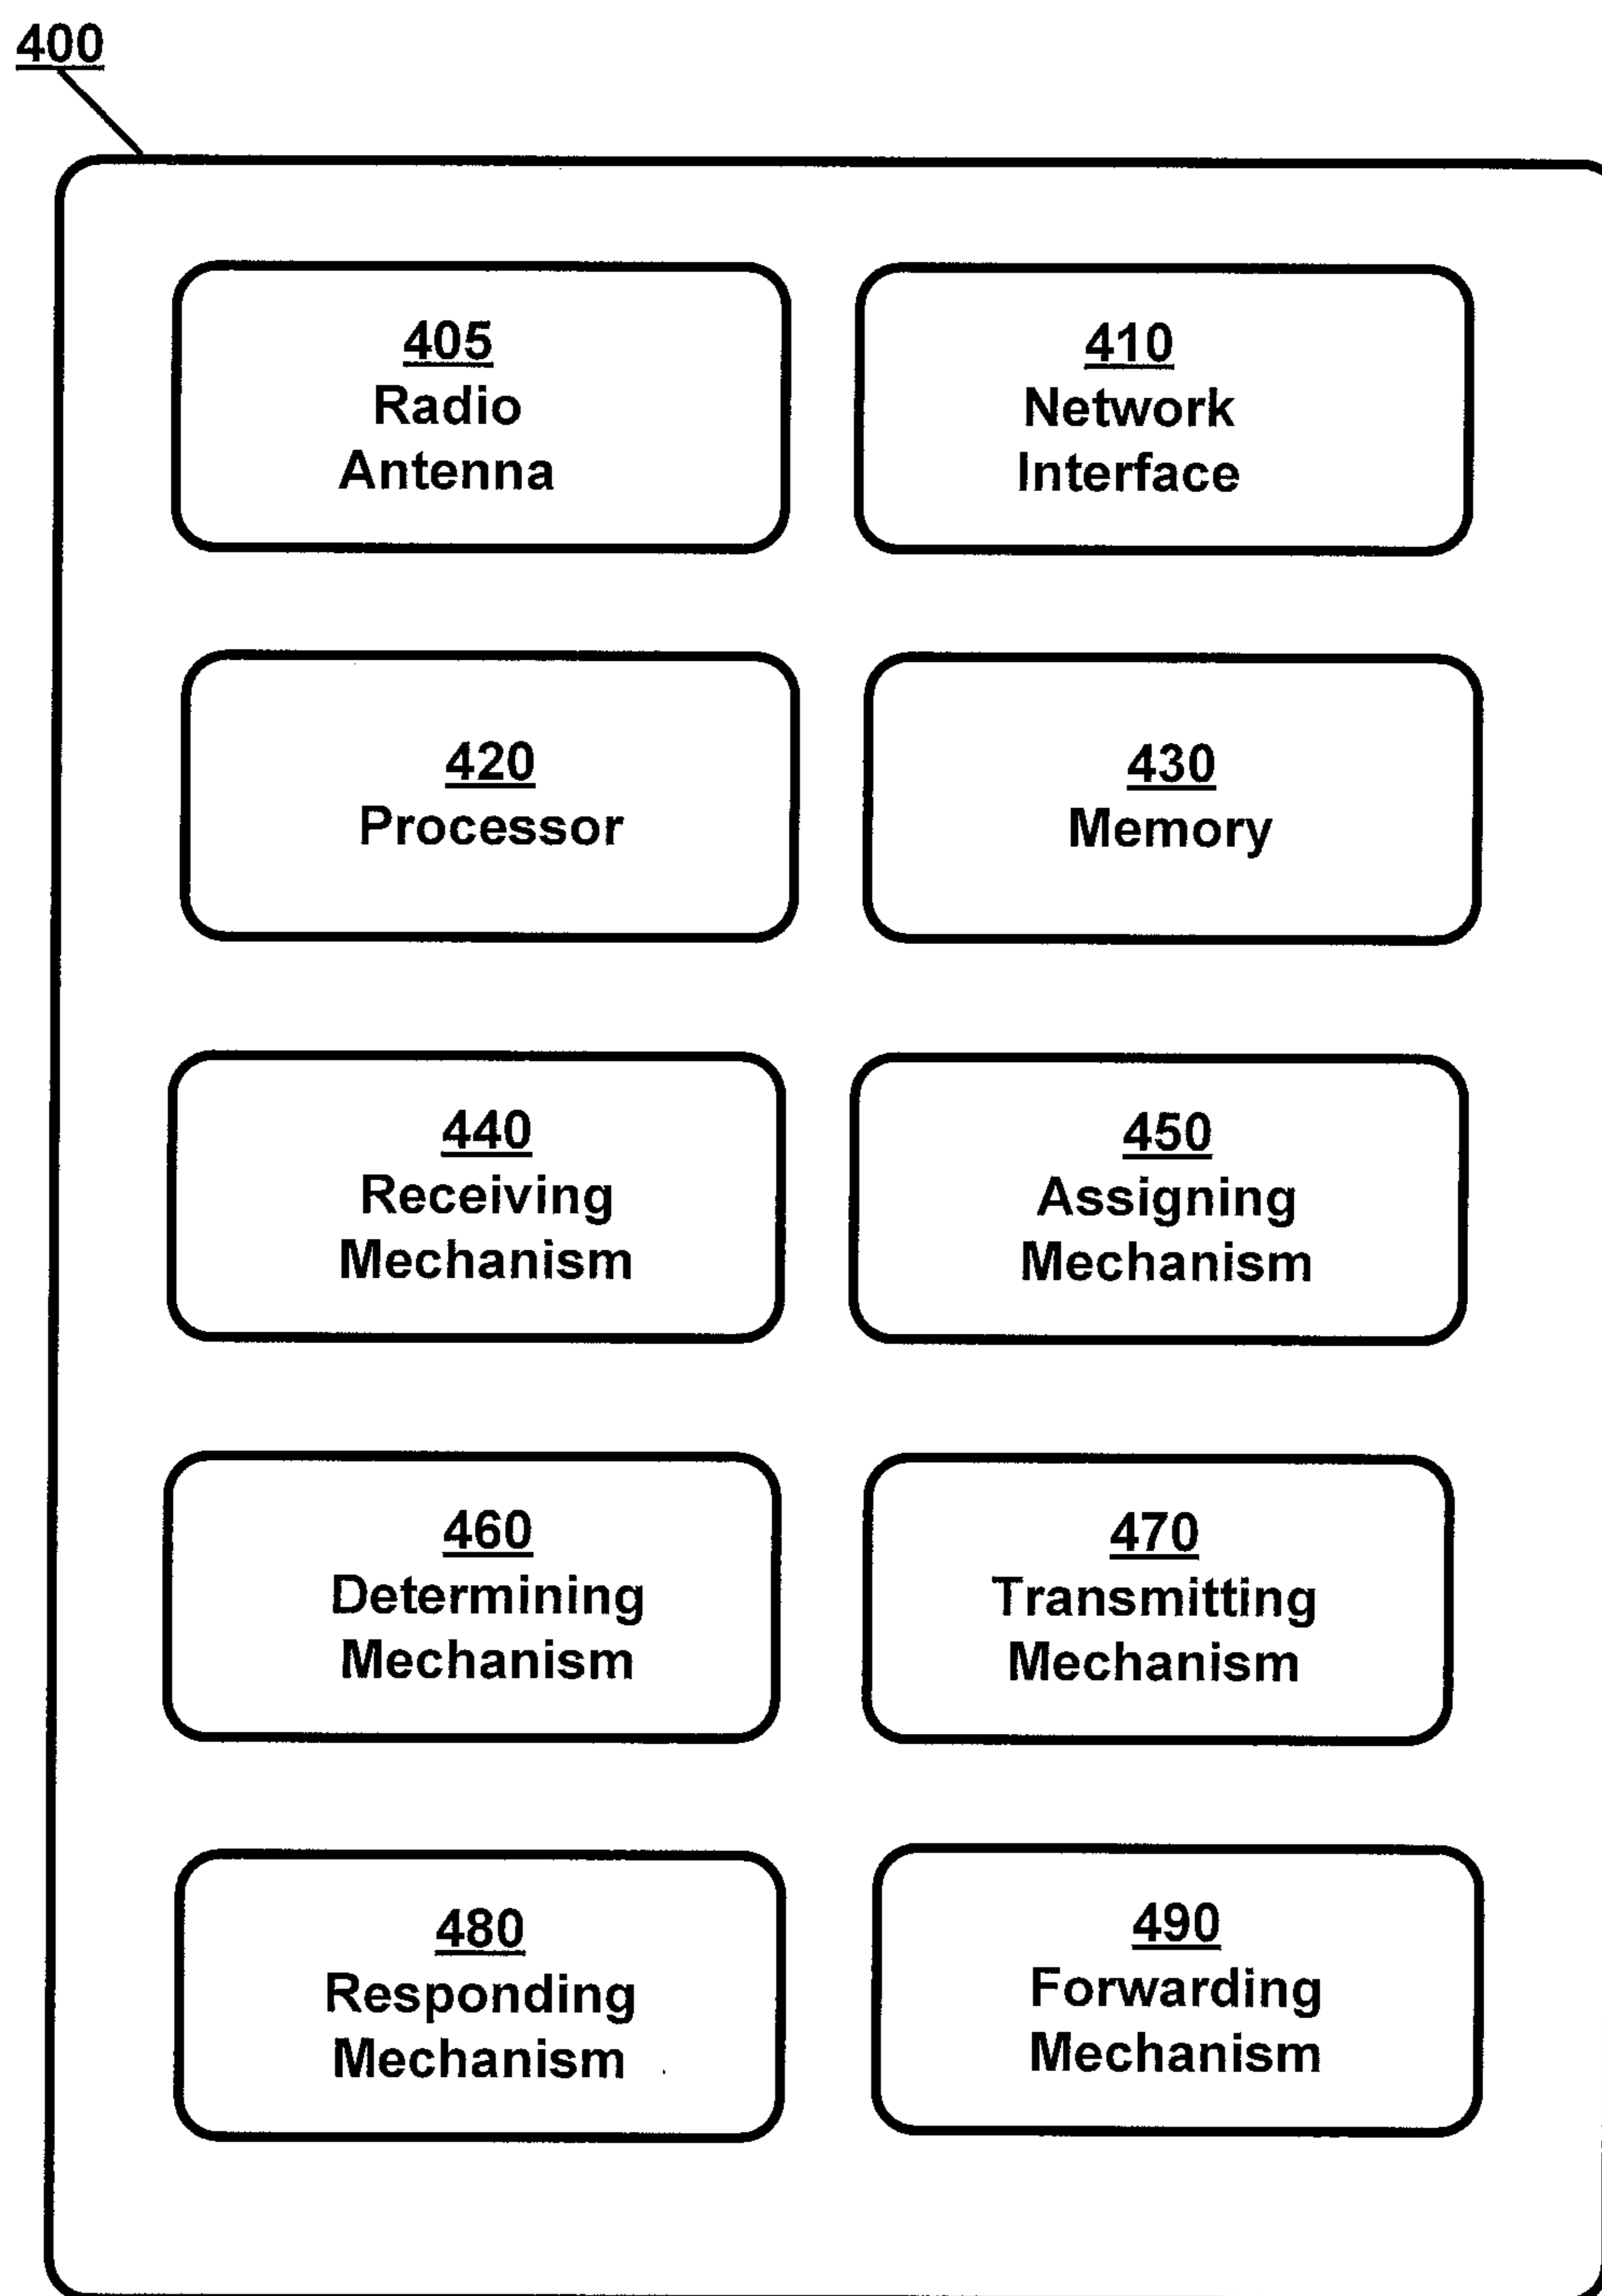 400
405
Radio
Antenna
410
Network
Interface
420
Processor
430
Memory
440
Receiving
Mechanism
450
Assigning
Mechanism
460
Determining
Mechanism
470
Transmitting
Mechanism
480
Responding
Mechanism
490
Forwarding
Mechanism